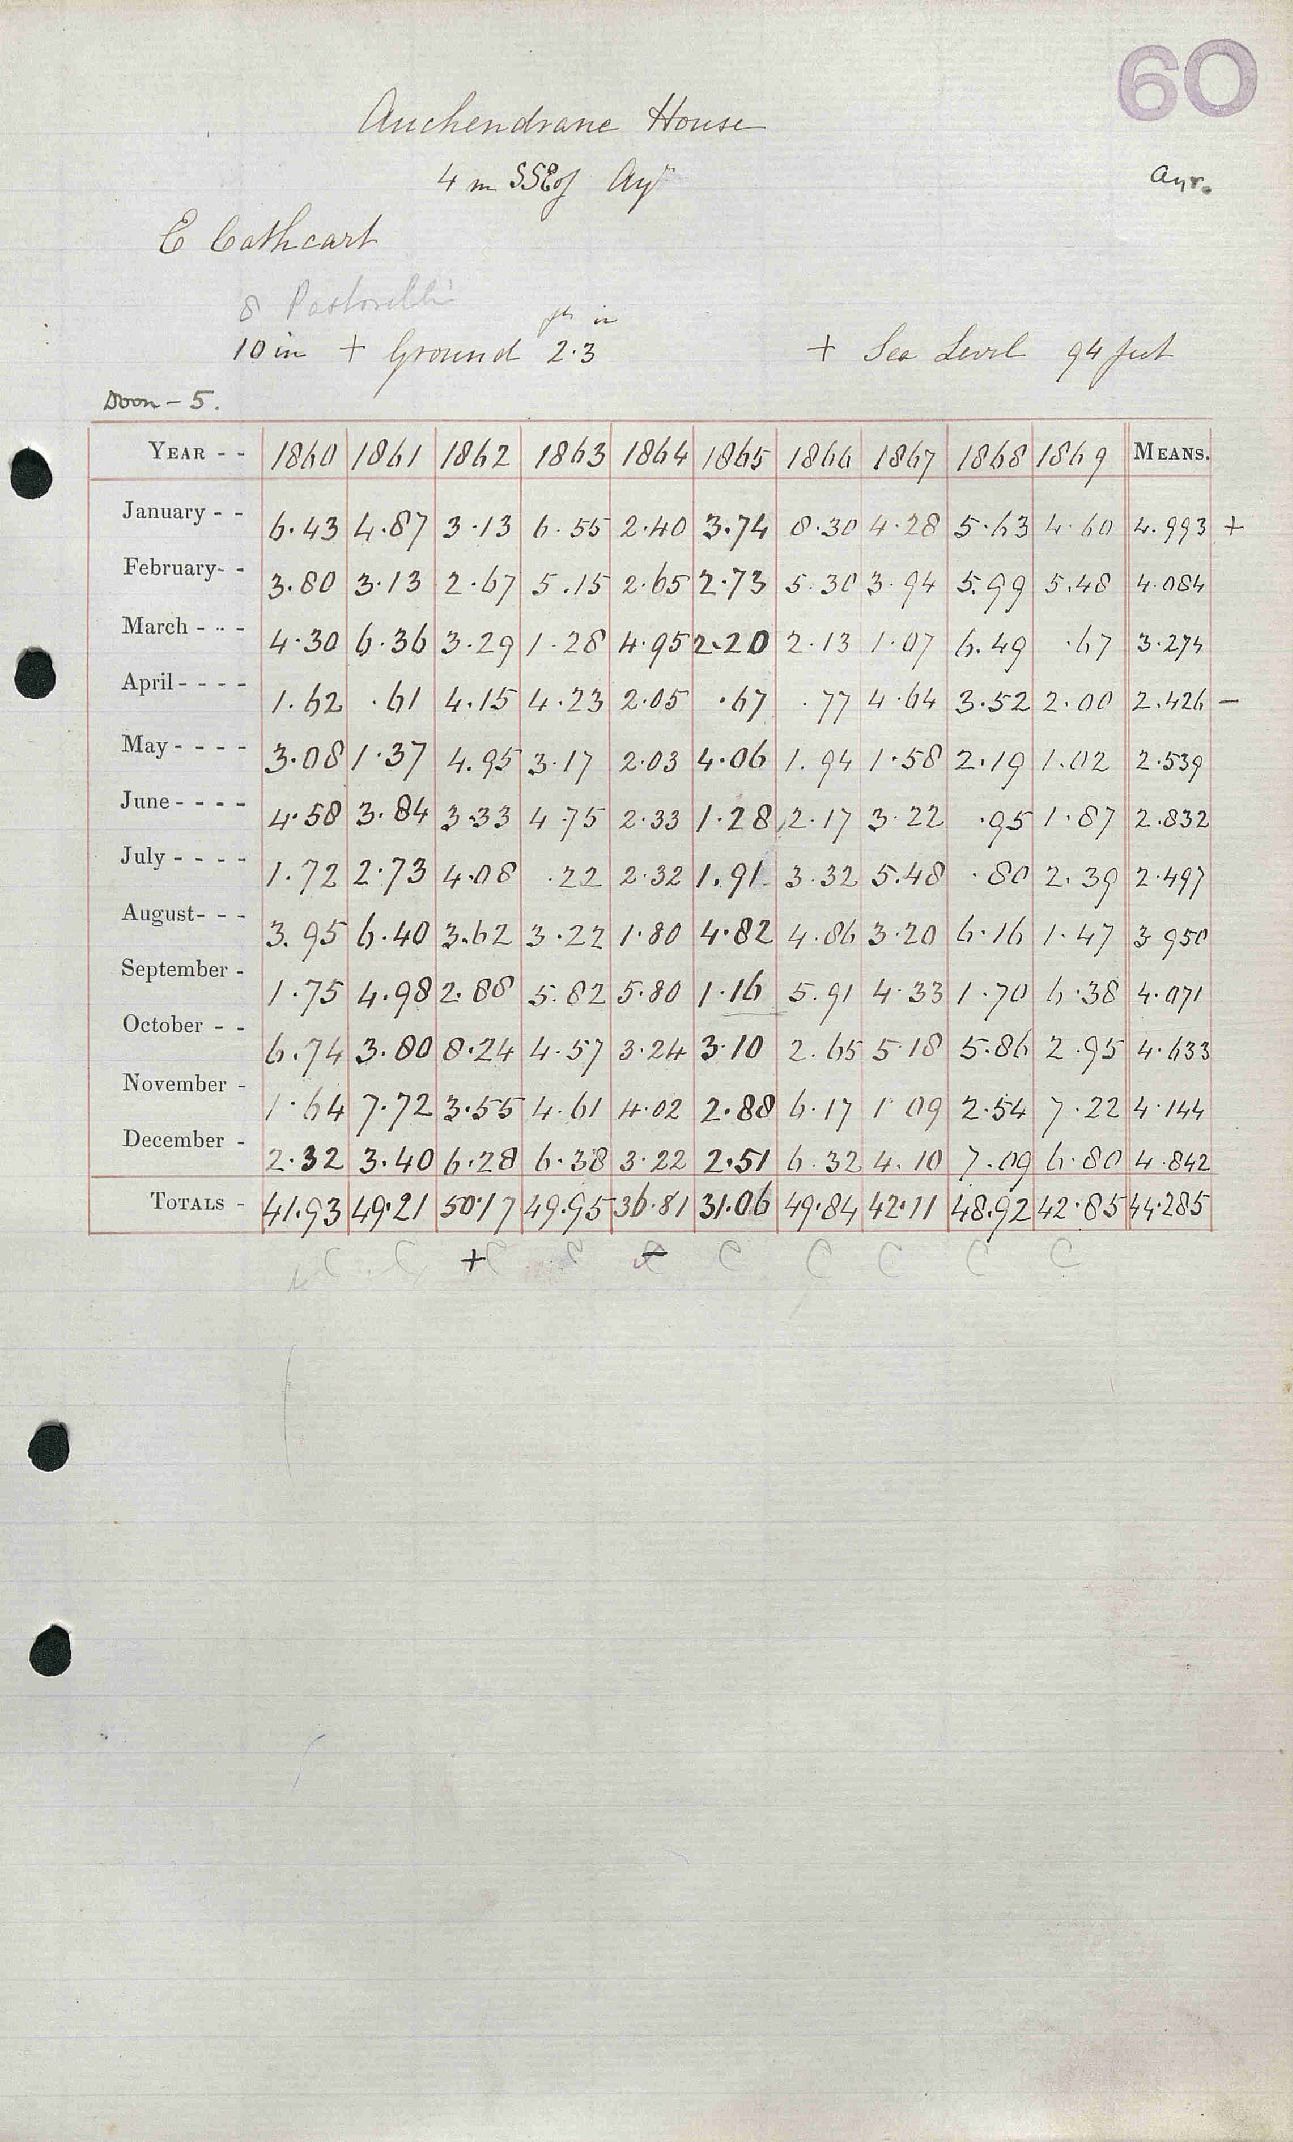 60
Auchendrane House
4 m SSE of Ayr
Ayr.
E Cathcart
8 Pastorelli
ft in
10 in + Ground 2.3 + Sea Level 94 feet
Doon - 5.
YEAR - - 1860 1861 1862 1863 1864 1865 1866 1867 1868 1869 MEANS.
January - - 6.43 4.87 3.13 6.55 2.40 3.74 8.30 4.28 5.63 4.60 4.993 +
February- - 3.80 3.13 2.67 5.15 2.65 2.73 5.30 3.94 5.99 5.48 4.084
March - - - 4.30 6.36 3.29 1.28 4.95 2.20 2.13 1.07 6.49 .67 3.274
April - - - - 1.62 .61 4.15 4.23 2.05 .67 .77 4.64 3.52 2.00 2.426 -
May - - - - 3.08 1.37 4.95 3.17 2.03 4.06 1.94 1.58 2.19 1.02 2.539
June - - - - 4.58 3.84 3.33 4.75 2.33 1.28 2.17 3.22 .95 1.87 2.832
July - - - - 1.72 2.73 4.08 .22 2.32 1.91 3.32 5.48 .80 2.39 2.497
August- - - 3.95 6.40 3.62 3.22 1.80 4.82 4.86 3.20 6.16 1.47 3.950
September - 1.75 4.98 2.88 5.82 5.80 1.16 5.91 4.33 1.70 6.38 4.071
October - - 6.74 3.80 8.24 4.57 3.24 3.10 2.65 5.18 5.86 2.95 4.633
November - 1.64 7.72 3.55 4.61 4.02 2.88 6.17 1.09 2.54 7.22 4.144
December - 2.32 3.40 6.28 6.38 3.22 2.51 6.32 4.10 7.09 6.80 4.842
TOTALS - 41.93 49.21 50.17 49.95 36.81 31.06 49.84 42.11 48.92 42.85 44.285
C C + C C - C C C C C C